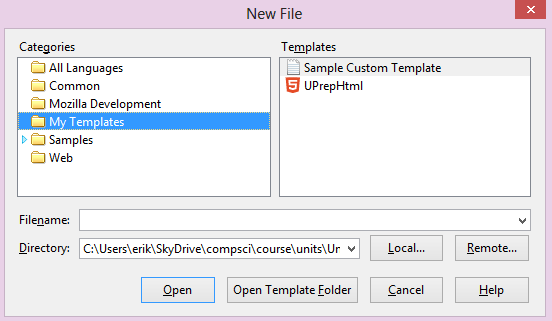 New File
Categories
Templates
All Languages
Common
Mozilla Development
My Templates
Samples
Web
Sample Custom Template
UPrepHtml
Filename:
Directory: C:\Users\erik\SkyDrive\compsci\course\units\Ur Local... Remote...
Open Open Template Folder Cancel Help